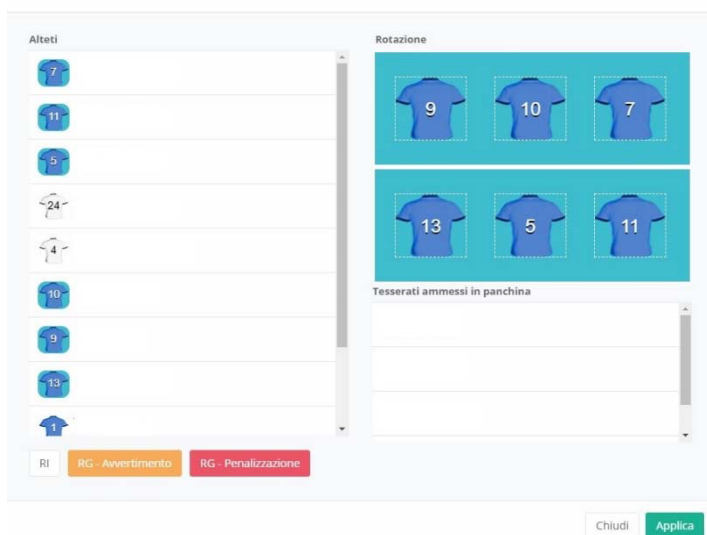 Alteti
7
11
5
24
4
10
9
13
1
Rotazione
9 10 7
13 5 11
Tesserati ammessi in panchina
RI RG - Avvertimento RG - Penalizzazione
Chiudi Applica